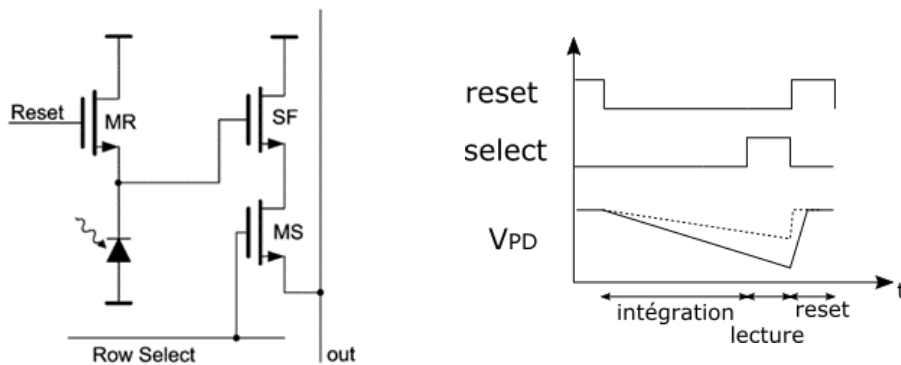 Reset
MR
SF
MS
Row Select
out
reset
select
VPD
t
intégration
lecture
reset